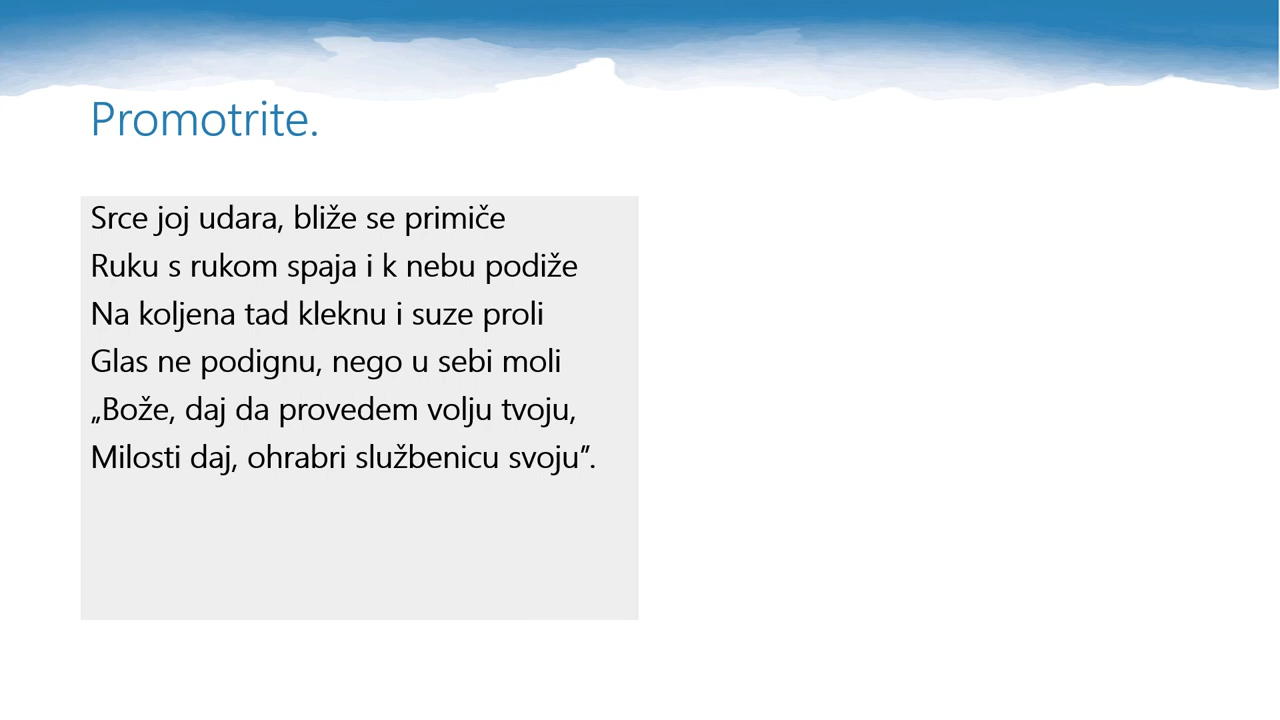 Promotrite.
Srce joj udara, bliže se primiče
Ruku s rukom spaja i k nebu podiže
Na koljena tad kleknu i suze proli
Glas ne podignu, nego u sebi moli
„Bože, daj da provedem volju tvoju,
Milosti daj, ohrabri službenicu svoju”.